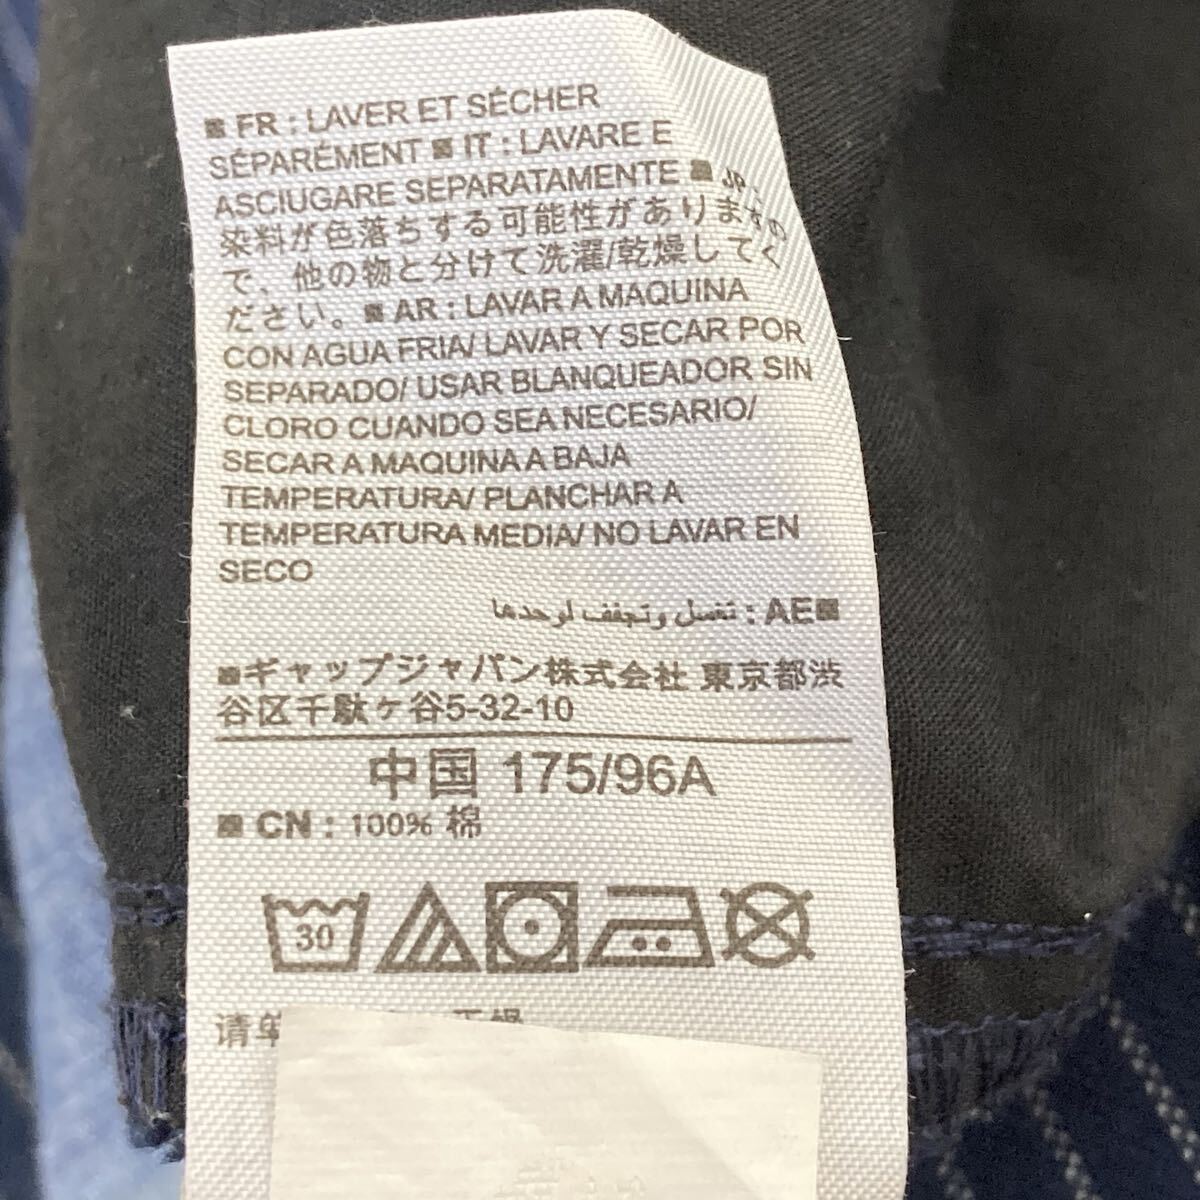 ■ FR : LAVER ET SÉCHER
SÉPARÉMENT ■ IT : LAVARE E
ASCIUGARE SEPARATAMENTE ■ JP :
染料が色落ちする可能性がありますの
で、他の物と分けて洗濯/乾燥してく
ださい。■ AR : LAVAR A MAQUINA
CON AGUA FRIA/ LAVAR Y SECAR POR
SEPARADO/ USAR BLANQUEADOR SIN
CLORO CUANDO SEA NECESARIO/
SECAR A MAQUINA A BAJA
TEMPERATURA/ PLANCHAR A
TEMPERATURA MEDIA/ NO LAVAR EN
SECO
■AE : تغسل وتجفف لوحدها
■ギャップジャパン株式会社 東京都渋
谷区千駄ヶ谷5-32-10
中国 175/96A
■ CN : 100% 棉
30
请单